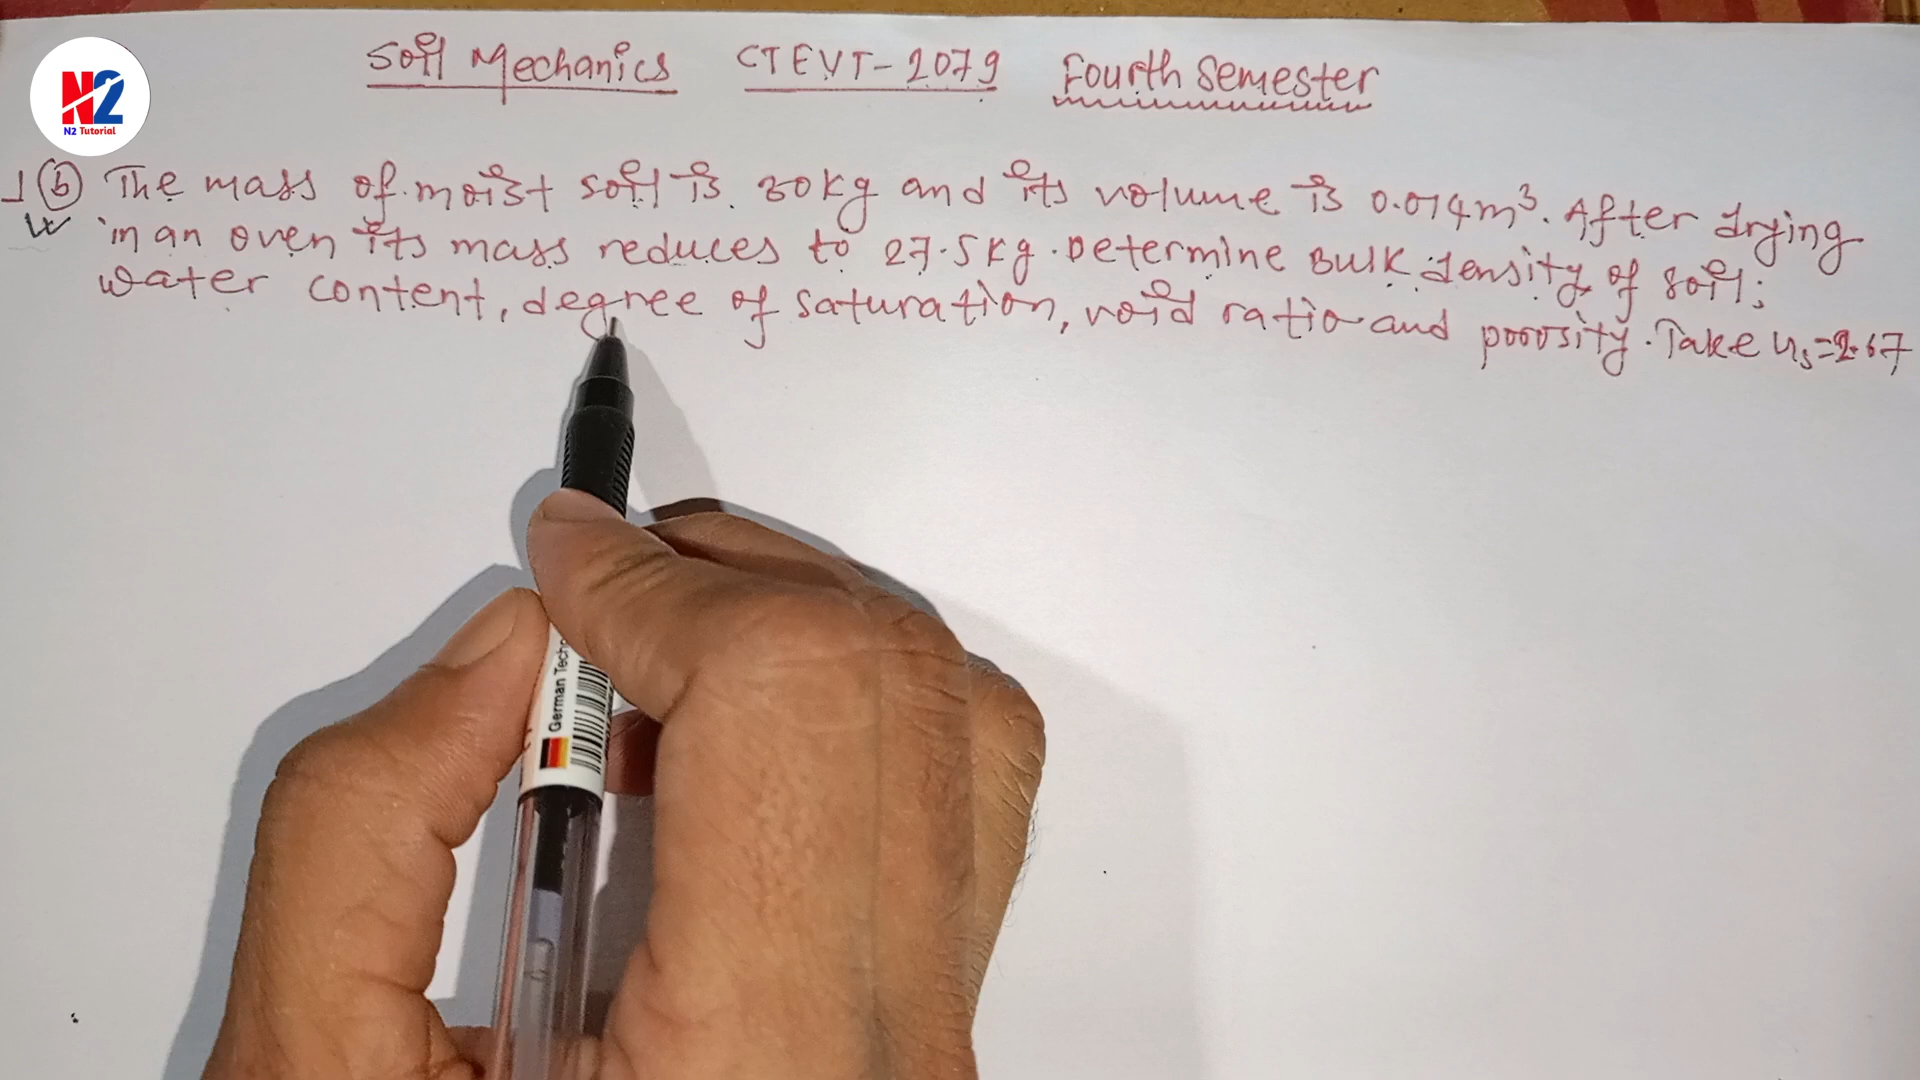 N2
N2 Tutorial
Soil Mechanics CTEVT-2079 Fourth Semester
1 (b) The mass of moist soil is 30kg and its volume is 0.014m³. After drying
in an oven its mass reduces to 27.5kg. Determine Bulk density of soil;
water content, degree of saturation, void ratio and porosity. Take Gs=2.67
German Tech